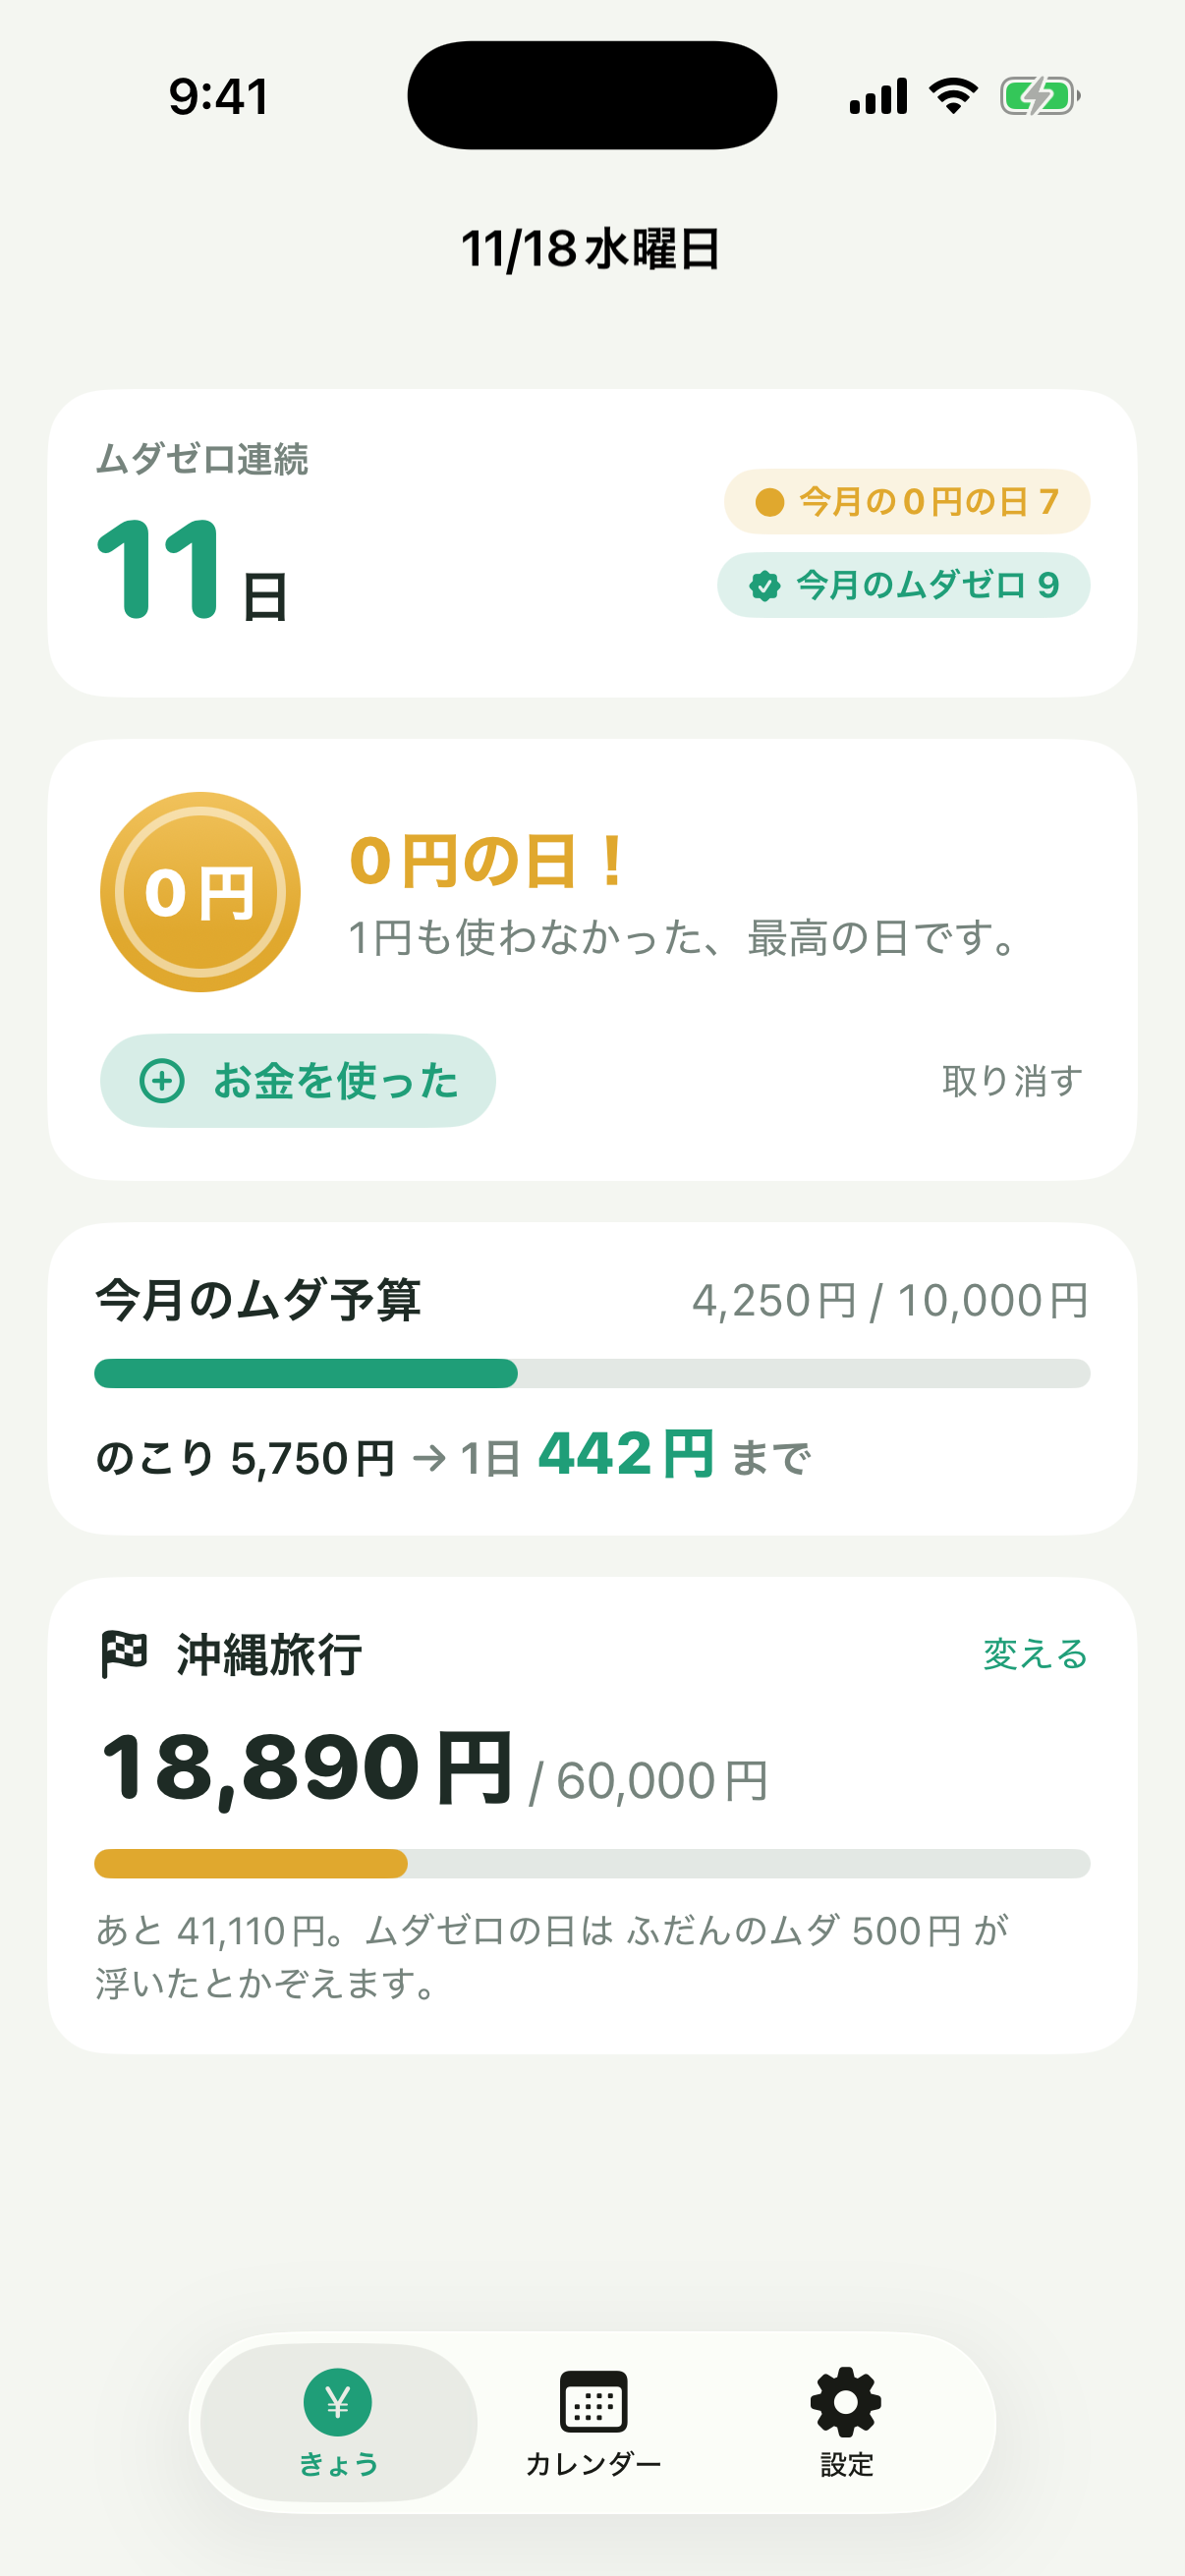 9:41
11/18水曜日
ムダゼロ連続
11日
今月の0円の日 7
今月のムダゼロ 9
0円
0円の日！
1円も使わなかった、最高の日です。
お金を使った
取り消す
今月のムダ予算
4,250円 / 10,000円
のこり 5,750円 → 1日 442円 まで
沖縄旅行
変える
18,890円 / 60,000円
あと 41,110円。ムダゼロの日は ふだんのムダ 500円 が
浮いたとかぞえます。
¥
きょう
カレンダー
設定